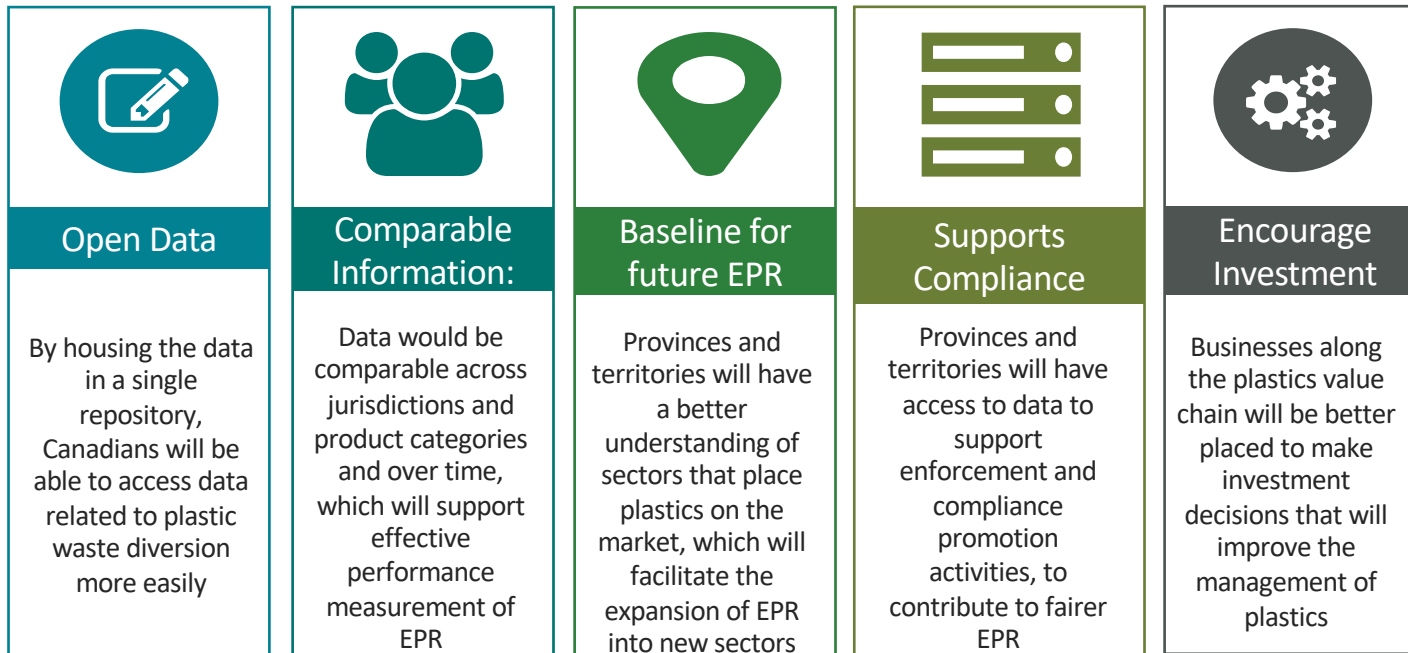 Open Data
By housing the data
in a single
repository,
Canadians will be
able to access data
related to plastic
waste diversion
more easily
Comparable
Information:
Data would be
comparable across
jurisdictions and
product categories
and over time,
which will support
effective
performance
measurement of
EPR
Baseline for
future EPR
Provinces and
territories will have
a better
understanding of
sectors that place
plastics on the
market, which will
facilitate the
expansion of EPR
into new sectors
Supports
Compliance
Provinces and
territories will have
access to data to
support
enforcement and
compliance
promotion
activities, to
contribute to fairer
EPR
Encourage
Investment
Businesses along
the plastics value
chain will be better
placed to make
investment
decisions that will
improve the
management of
plastics